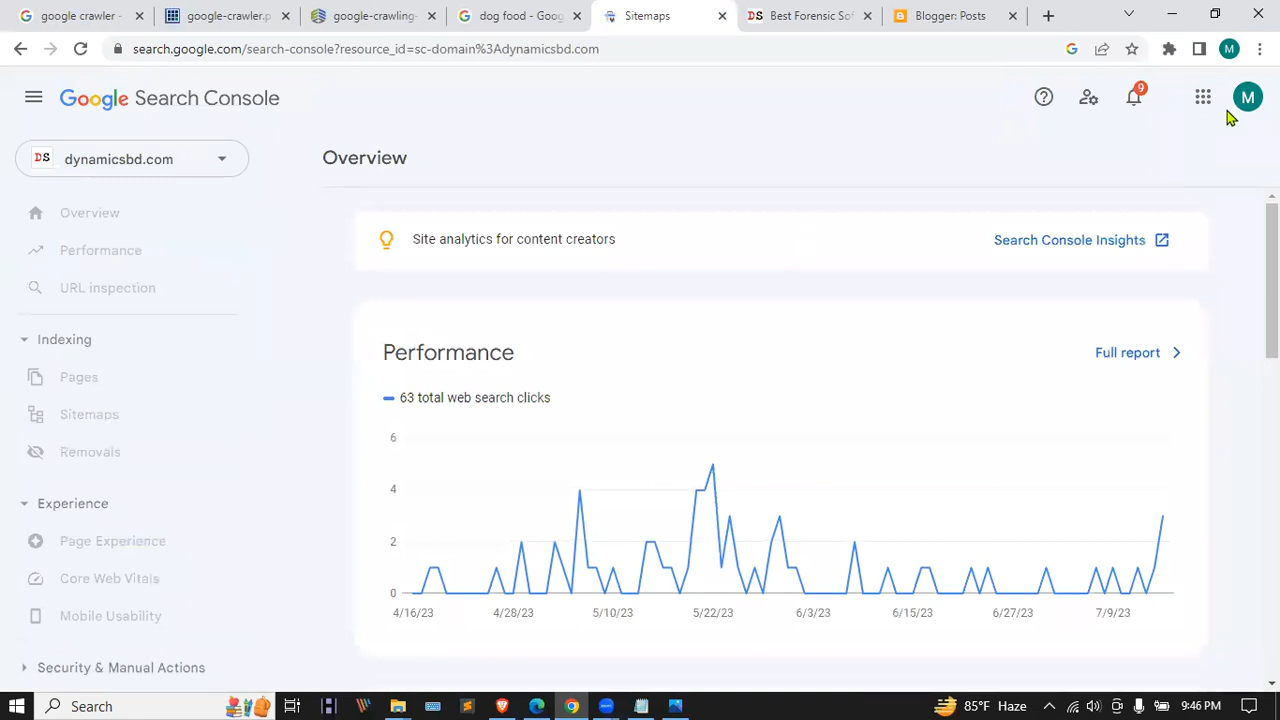 google crawler
google-crawler.p
google-crawling-
dog food - Goog
Sitemaps
DS Best Forensic Sof
Blogger: Posts
search.google.com/search-console?resource_id=sc-domain%3Adynamicsbd.com
M
Google Search Console
9
M
DS dynamicsbd.com
Overview
Overview
Performance
URL inspection
Indexing
Pages
Sitemaps
Removals
Experience
Page Experience
Core Web Vitals
Mobile Usability
Security & Manual Actions
Site analytics for content creators
Search Console Insights
Performance
Full report
63 total web search clicks
6
4
2
0
4/16/23 4/28/23 5/10/23 5/22/23 6/3/23 6/15/23 6/27/23 7/9/23
Search
85°F Haze
9:46 PM